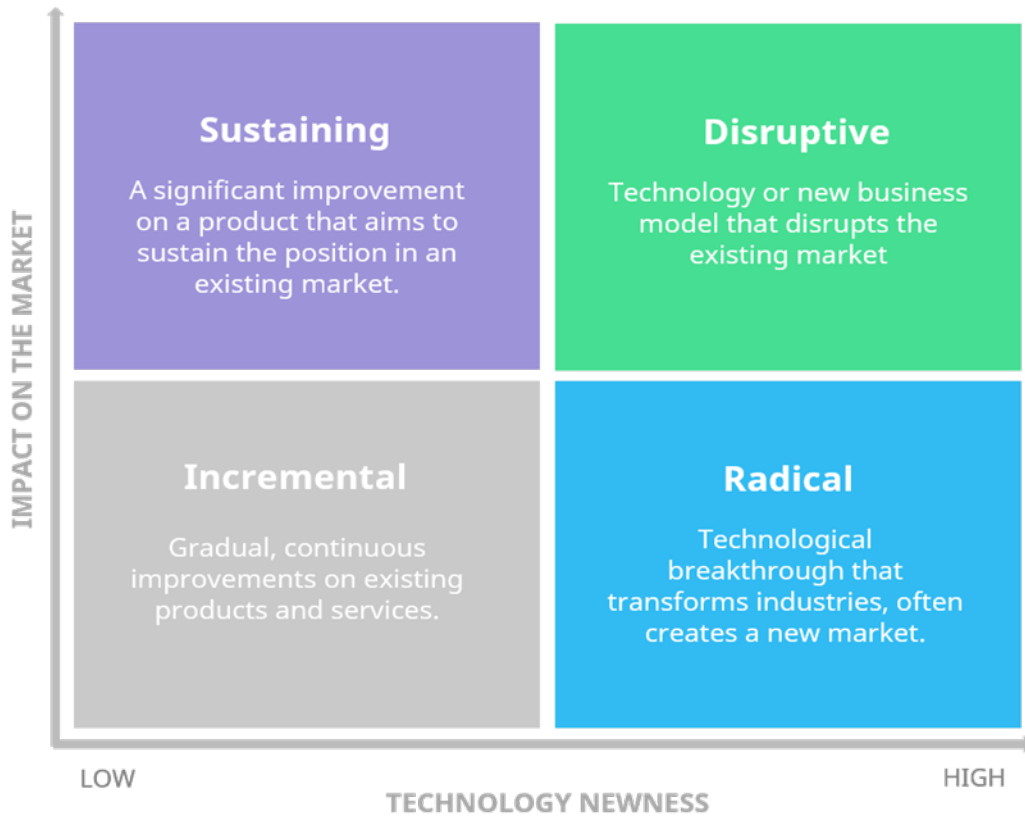 IMPACT ON THE MARKET
Sustaining
A significant improvement
on a product that aims to
sustain the position in an
existing market.
Disruptive
Technology or new business
model that disrupts the
existing market
Incremental
Gradual, continuous
improvements on existing
products and services.
Radical
Technological
breakthrough that
transforms industries, often
creates a new market.
LOW
HIGH
TECHNOLOGY NEWNESS